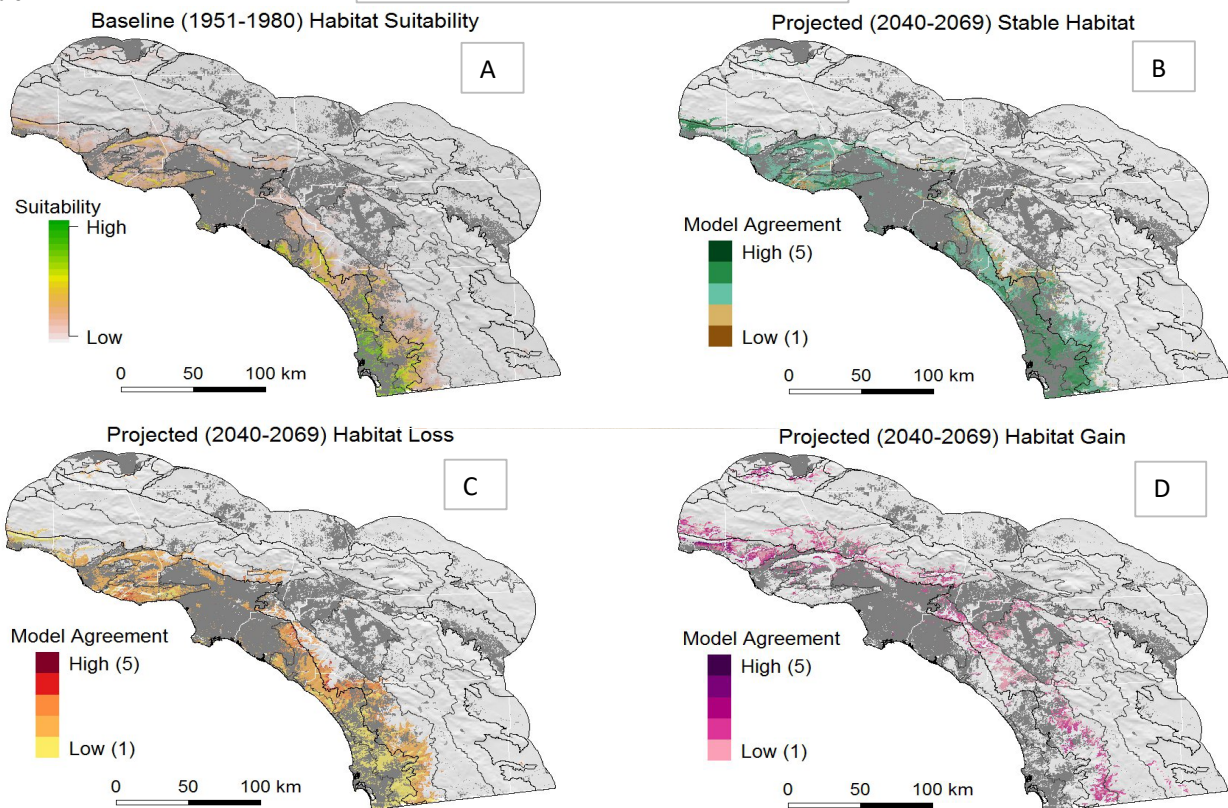 Baseline (1951-1980) Habitat Suitability
A
Suitability
High
Low
0 50 100 km
Projected (2040-2069) Stable Habitat
B
Model Agreement
High (5)
Low (1)
0 50 100 km
Projected (2040-2069) Habitat Loss
C
Model Agreement
High (5)
Low (1)
0 50 100 km
Projected (2040-2069) Habitat Gain
D
Model Agreement
High (5)
Low (1)
0 50 100 km